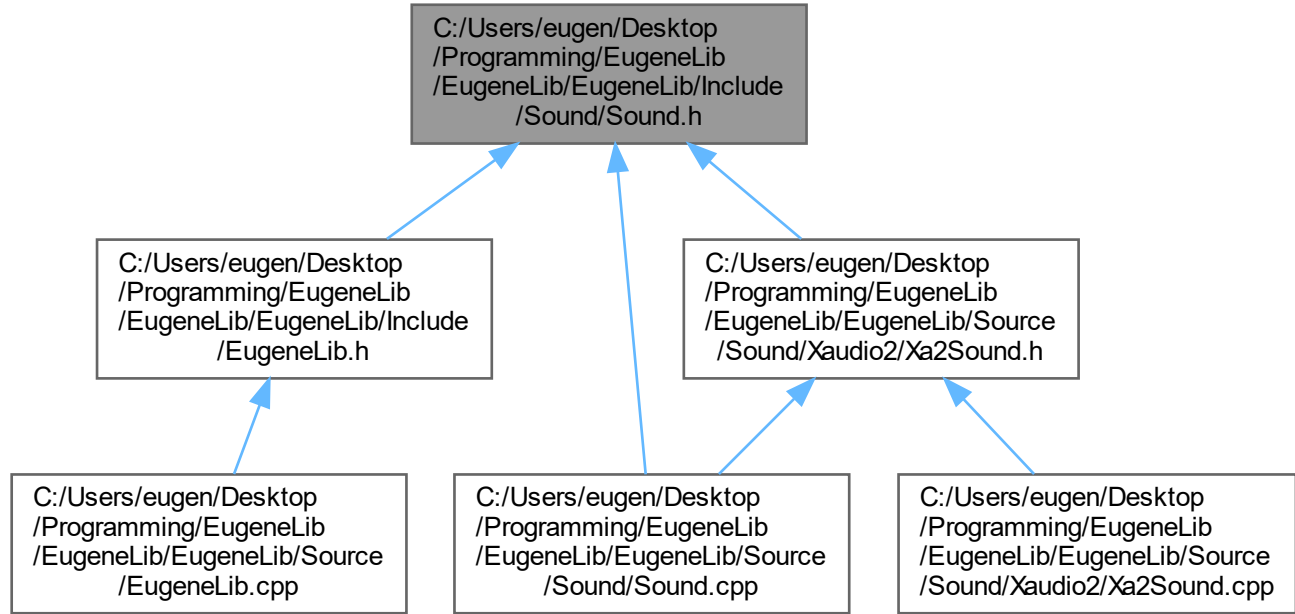 C:/Users/eugen/Desktop
/Programming/EugeneLib
/EugeneLib/EugeneLib/Include
/Sound/Sound.h
C:/Users/eugen/Desktop
/Programming/EugeneLib
/EugeneLib/EugeneLib/Include
/EugeneLib.h
C:/Users/eugen/Desktop
/Programming/EugeneLib
/EugeneLib/EugeneLib/Source
/Sound/Xaudio2/Xa2Sound.h
C:/Users/eugen/Desktop
/Programming/EugeneLib
/EugeneLib/EugeneLib/Source
/EugeneLib.cpp
C:/Users/eugen/Desktop
/Programming/EugeneLib
/EugeneLib/EugeneLib/Source
/Sound/Sound.cpp
C:/Users/eugen/Desktop
/Programming/EugeneLib
/EugeneLib/EugeneLib/Source
/Sound/Xaudio2/Xa2Sound.cpp